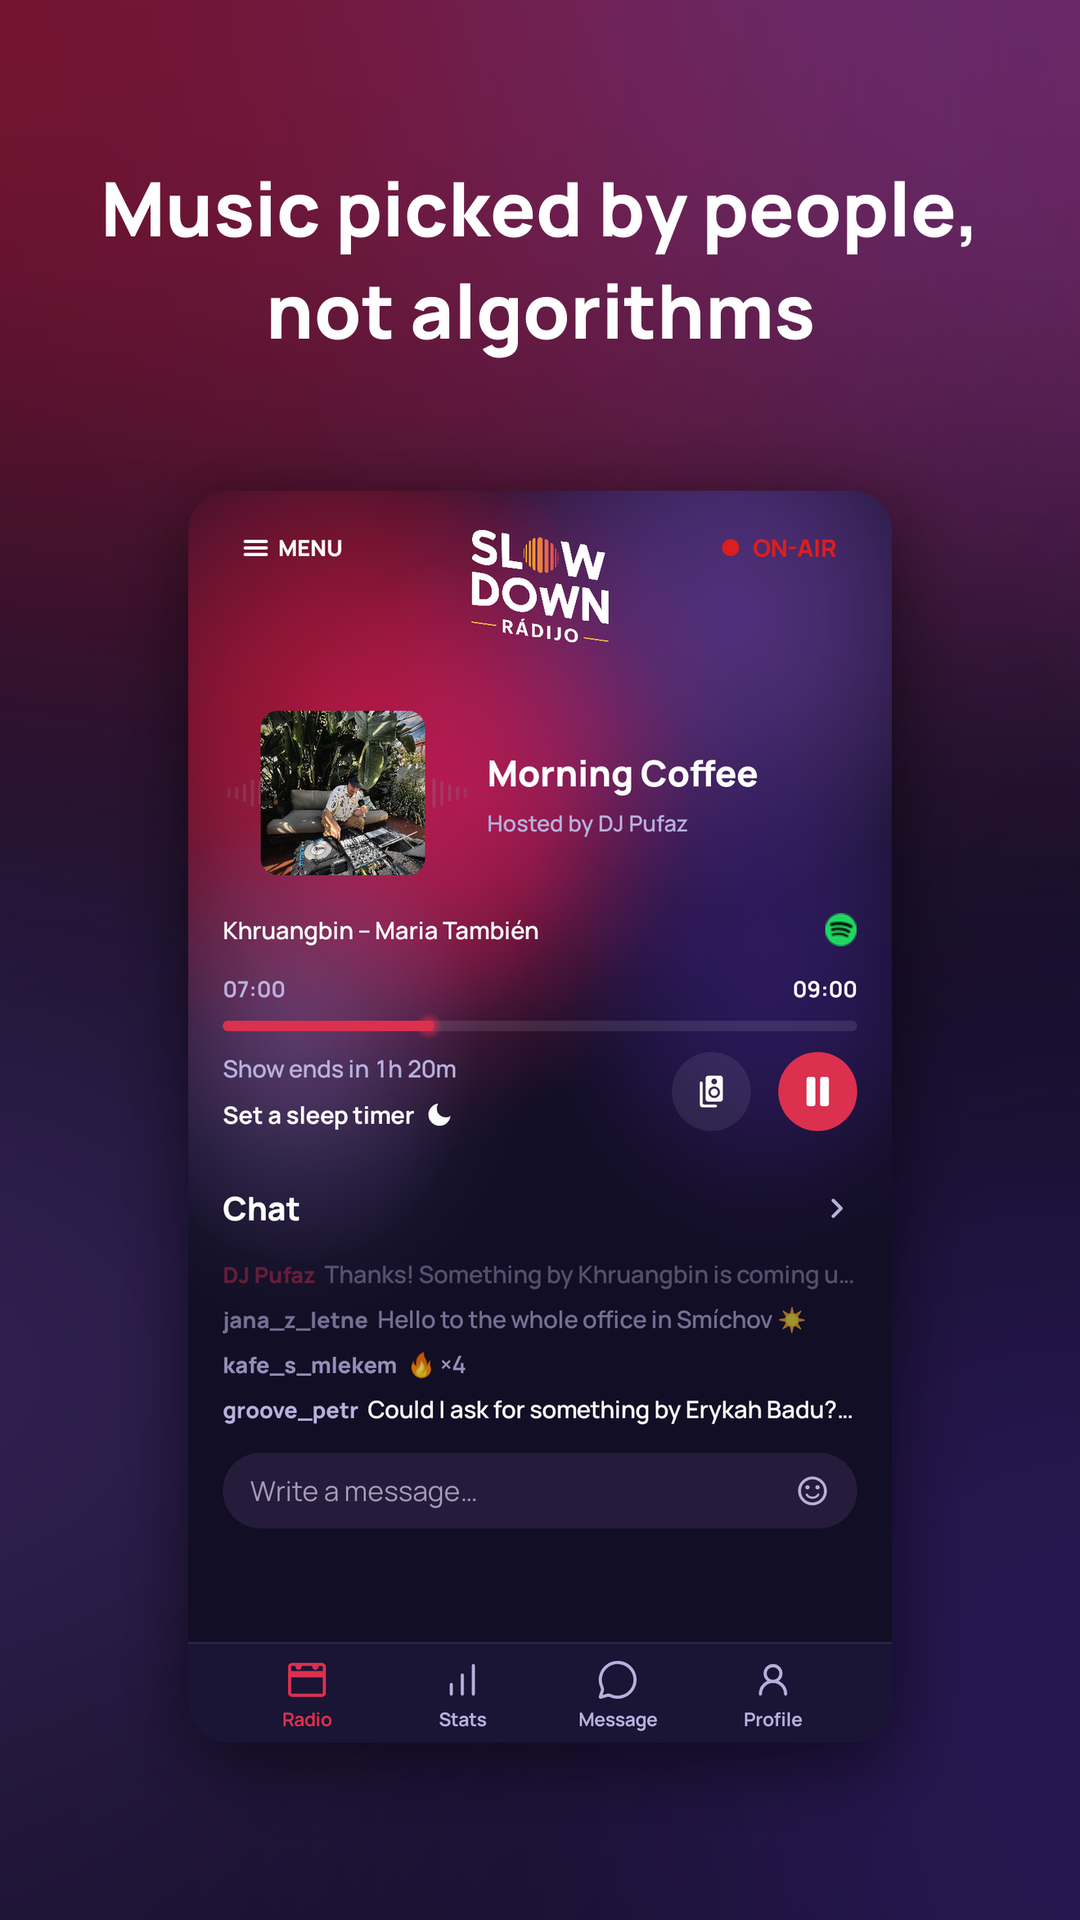 Music picked by people,
not algorithms
MENU
SLOW
DOWN
RÁDIJO
ON-AIR
Morning Coffee
Hosted by DJ Pufaz
Khruangbin – Maria También
07:00
09:00
Show ends in 1h 20m
Set a sleep timer
Chat
DJ Pufaz Thanks! Something by Khruangbin is coming u...
jana_z_letne Hello to the whole office in Smíchov ☀️
kafe_s_mlekem 🔥 ×4
groove_petr Could I ask for something by Erykah Badu?...
Write a message...
Radio
Stats
Message
Profile